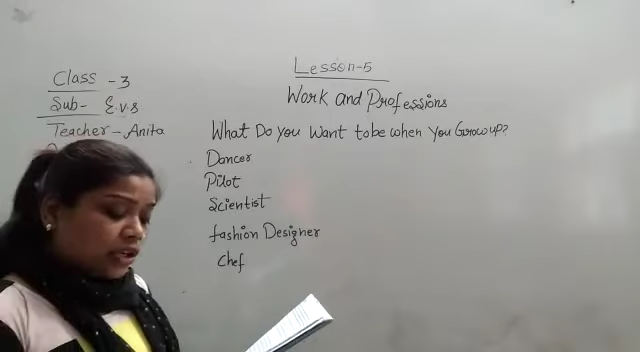 Class - 3
Sub- E.V.S
Teacher - Anita
Lesson-5
Work and Professions
What Do you Want to be when You Grow up?
Dancer
Pilot
Scientist
fashion Designer
Chef